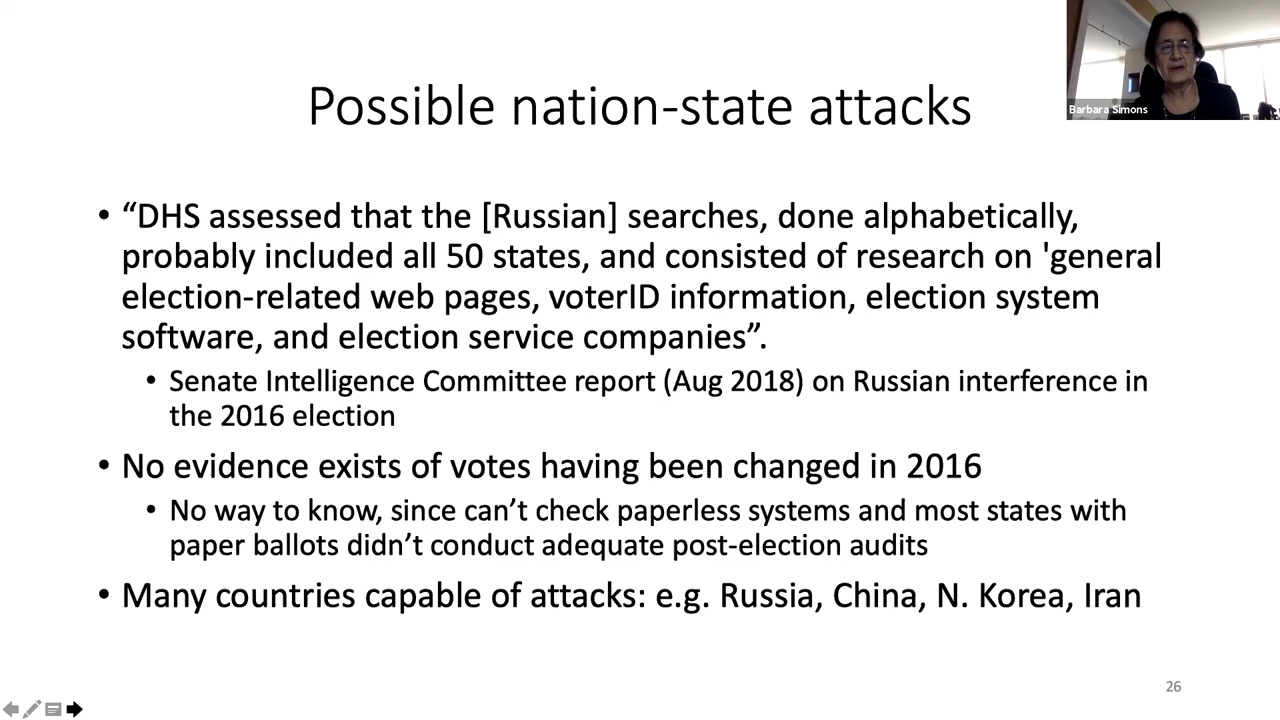 Possible nation-state attacks
Barbara Simons
• “DHS assessed that the [Russian] searches, done alphabetically,
probably included all 50 states, and consisted of research on 'general
election-related web pages, voterID information, election system
software, and election service companies”.
• Senate Intelligence Committee report (Aug 2018) on Russian interference in
the 2016 election
• No evidence exists of votes having been changed in 2016
• No way to know, since can’t check paperless systems and most states with
paper ballots didn’t conduct adequate post-election audits
• Many countries capable of attacks: e.g. Russia, China, N. Korea, Iran
26